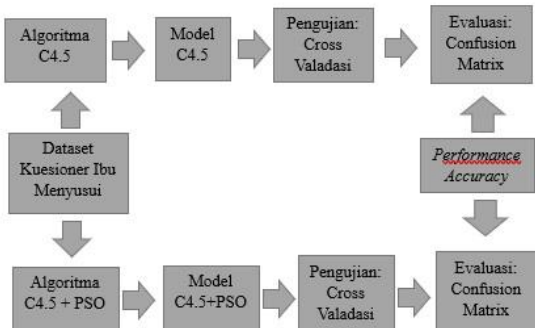 Algoritma
C4.5
Model
C4.5
Pengujian:
Cross
Valadasi
Evaluasi:
Confusion
Matrix
Dataset
Kuesioner Ibu
Menyusui
Performance
Accuracy
Algoritma
C4.5 + PSO
Model
C4.5+PSO
Pengujian:
Cross
Valadasi
Evaluasi:
Confusion
Matrix